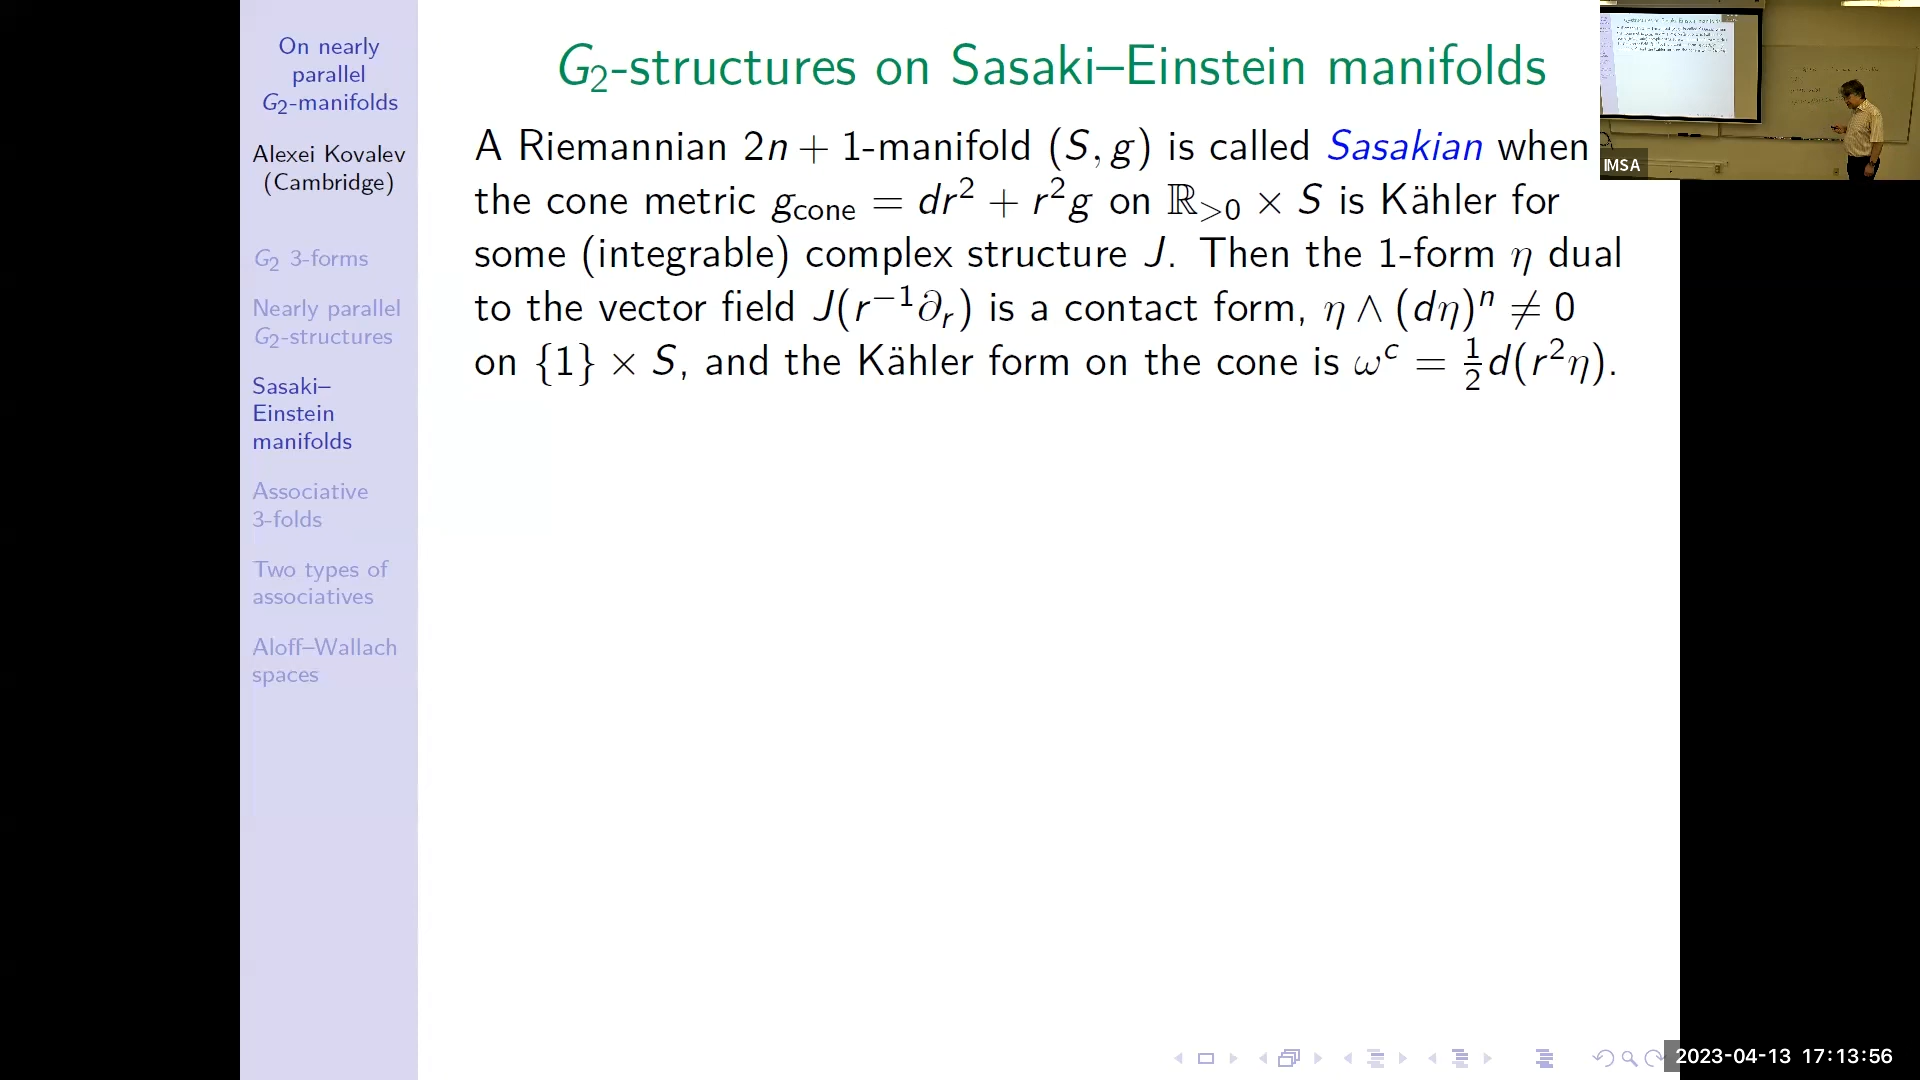 On nearly
parallel
G₂-manifolds
Alexei Kovalev
(Cambridge)
G₂ 3-forms
Nearly parallel
G₂-structures
Sasaki–
Einstein
manifolds
Associative
3-folds
Two types of
associatives
Aloff–Wallach
spaces
G₂-structures on Sasaki–Einstein manifolds
A Riemannian 2n + 1-manifold (S, g) is called Sasakian when
the cone metric g_cone = dr² + r²g on ℝ_{>0} × S is Kähler for
some (integrable) complex structure J. Then the 1-form η dual
to the vector field J(r⁻¹∂ᵣ) is a contact form, η ∧ (dη)ⁿ ≠ 0
on {1} × S, and the Kähler form on the cone is ωᶜ = ½d(r²η).
IMSA
2023-04-13 17:13:56